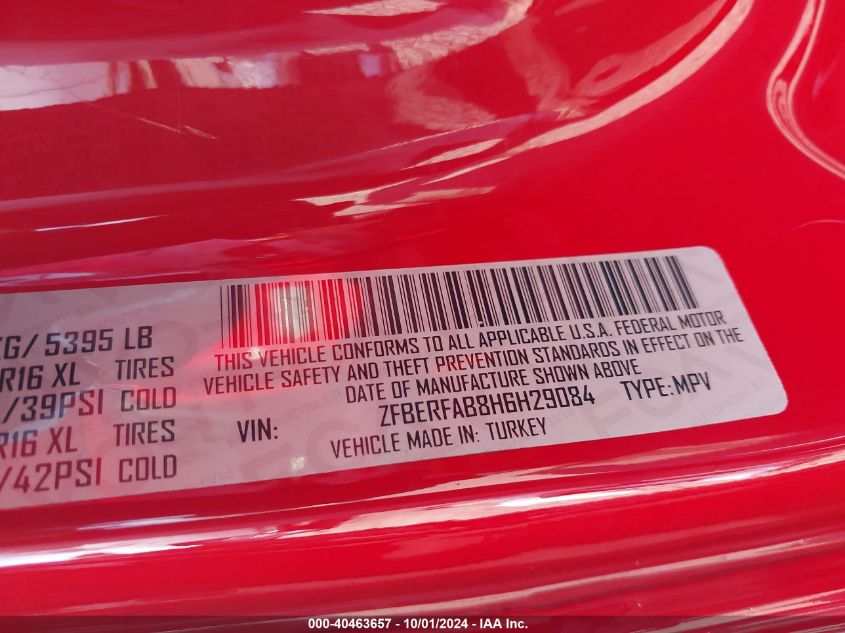 KG/ 5395 LB
R16 XL TIRES
/39PSI COLD
R16 XL TIRES
/42PSI COLD
THIS VEHICLE CONFORMS TO ALL APPLICABLE U.S.A. FEDERAL MOTOR
VEHICLE SAFETY AND THEFT PREVENTION STANDARDS IN EFFECT ON THE
DATE OF MANUFACTURE SHOWN ABOVE
VIN: ZFBERFAB8H6H29084 TYPE:MPV
VEHICLE MADE IN: TURKEY
000-40463657 - 10/01/2024 - IAA Inc.